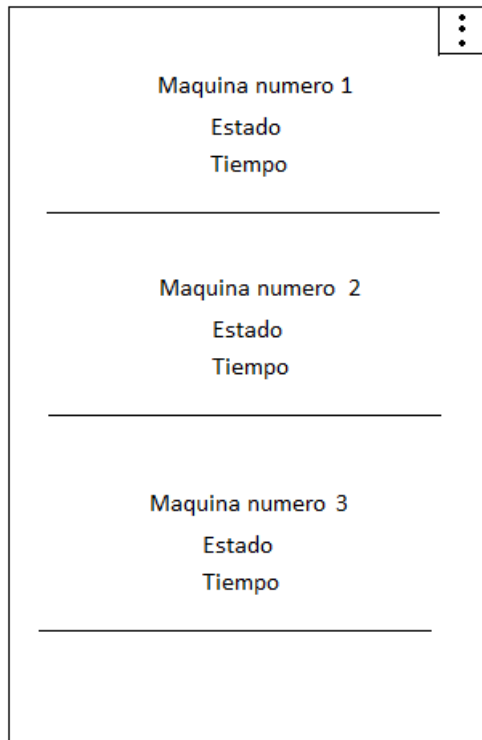 Maquina numero 1
Estado
Tiempo
Maquina numero 2
Estado
Tiempo
Maquina numero 3
Estado
Tiempo